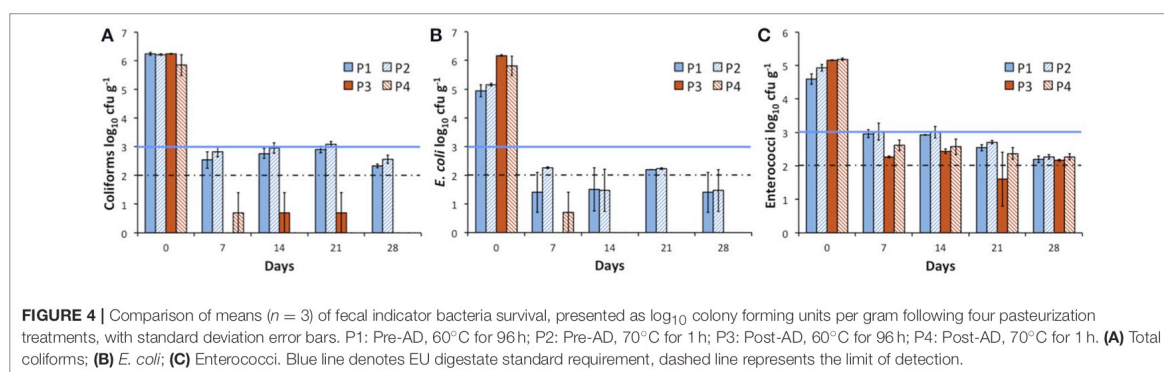 A
B
C
Coliforms log10 cfu g-1
7
6
5
4
3
2
1
0
P1 P2
P3 P4
0 7 14 21 28
Days
E. coli log10 cfu g-1
7
6
5
4
3
2
1
0
P1 P2
P3 P4
0 7 14 21 28
Days
Enterococci log10 cfu g-1
6
5
4
3
2
1
0
P1 P2
P3 P4
0 7 14 21 28
Days
FIGURE 4 | Comparison of means (n = 3) of fecal indicator bacteria survival, presented as log10 colony forming units per gram following four pasteurization
treatments, with standard deviation error bars. P1: Pre-AD, 60°C for 96 h; P2: Pre-AD, 70°C for 1 h; P3: Post-AD, 60°C for 96 h; P4: Post-AD, 70°C for 1 h. (A) Total
coliforms; (B) E. coli; (C) Enterococci. Blue line denotes EU digestate standard requirement, dashed line represents the limit of detection.